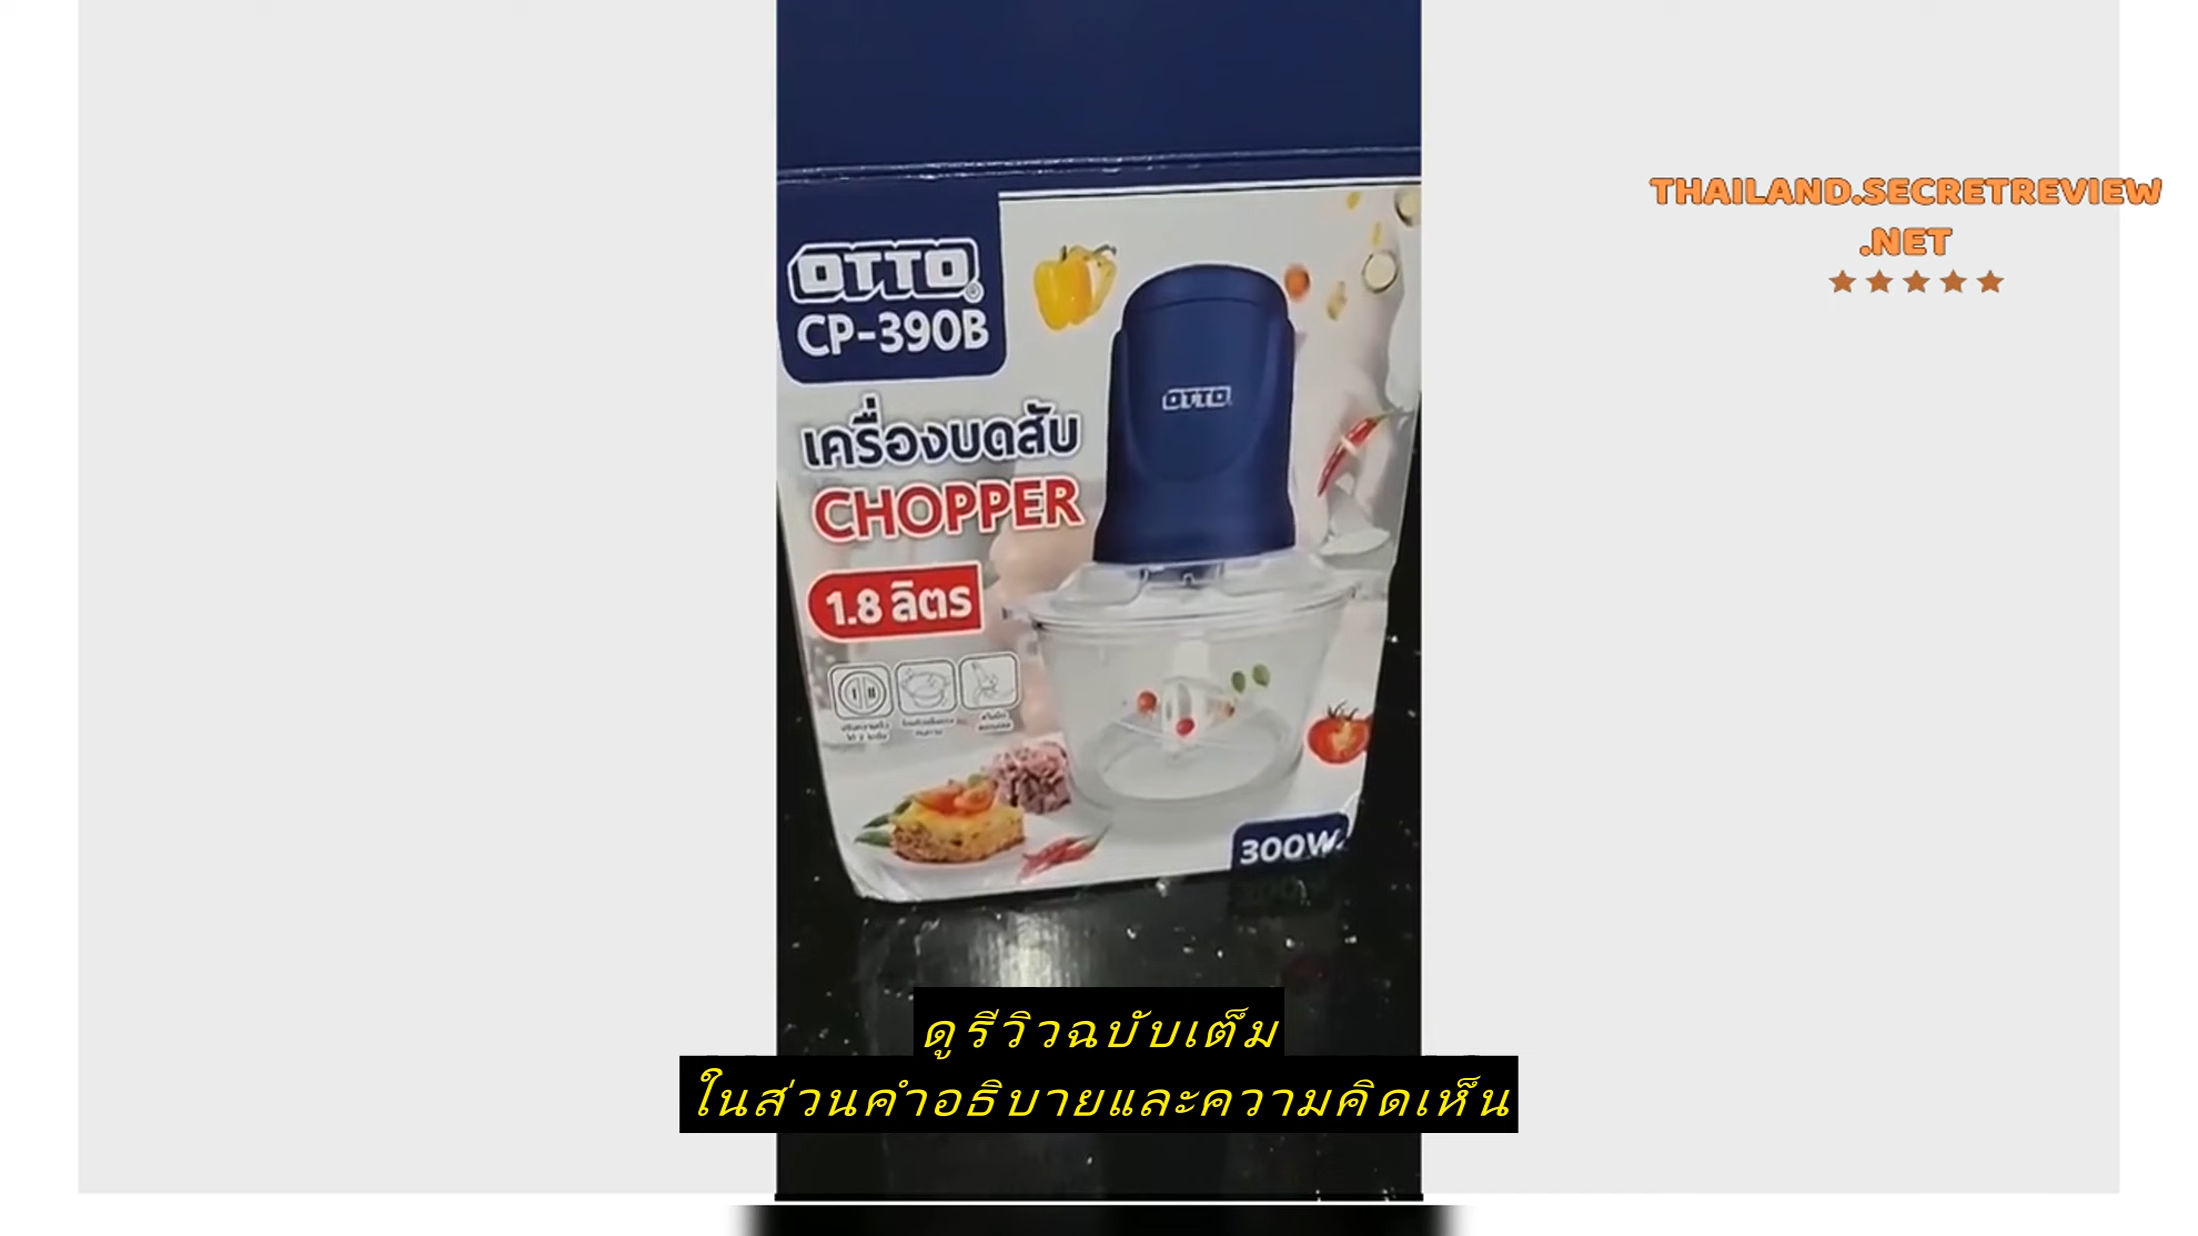 THAILAND.SECRETREVIEW
.NET
OTTO®
CP-390B
OTTO
เครื่องบดสับ
CHOPPER
1.8 ลิตร
300W.
ดูรีวิวฉบับเต็ม
ในส่วนคำอธิบายและความคิดเห็น